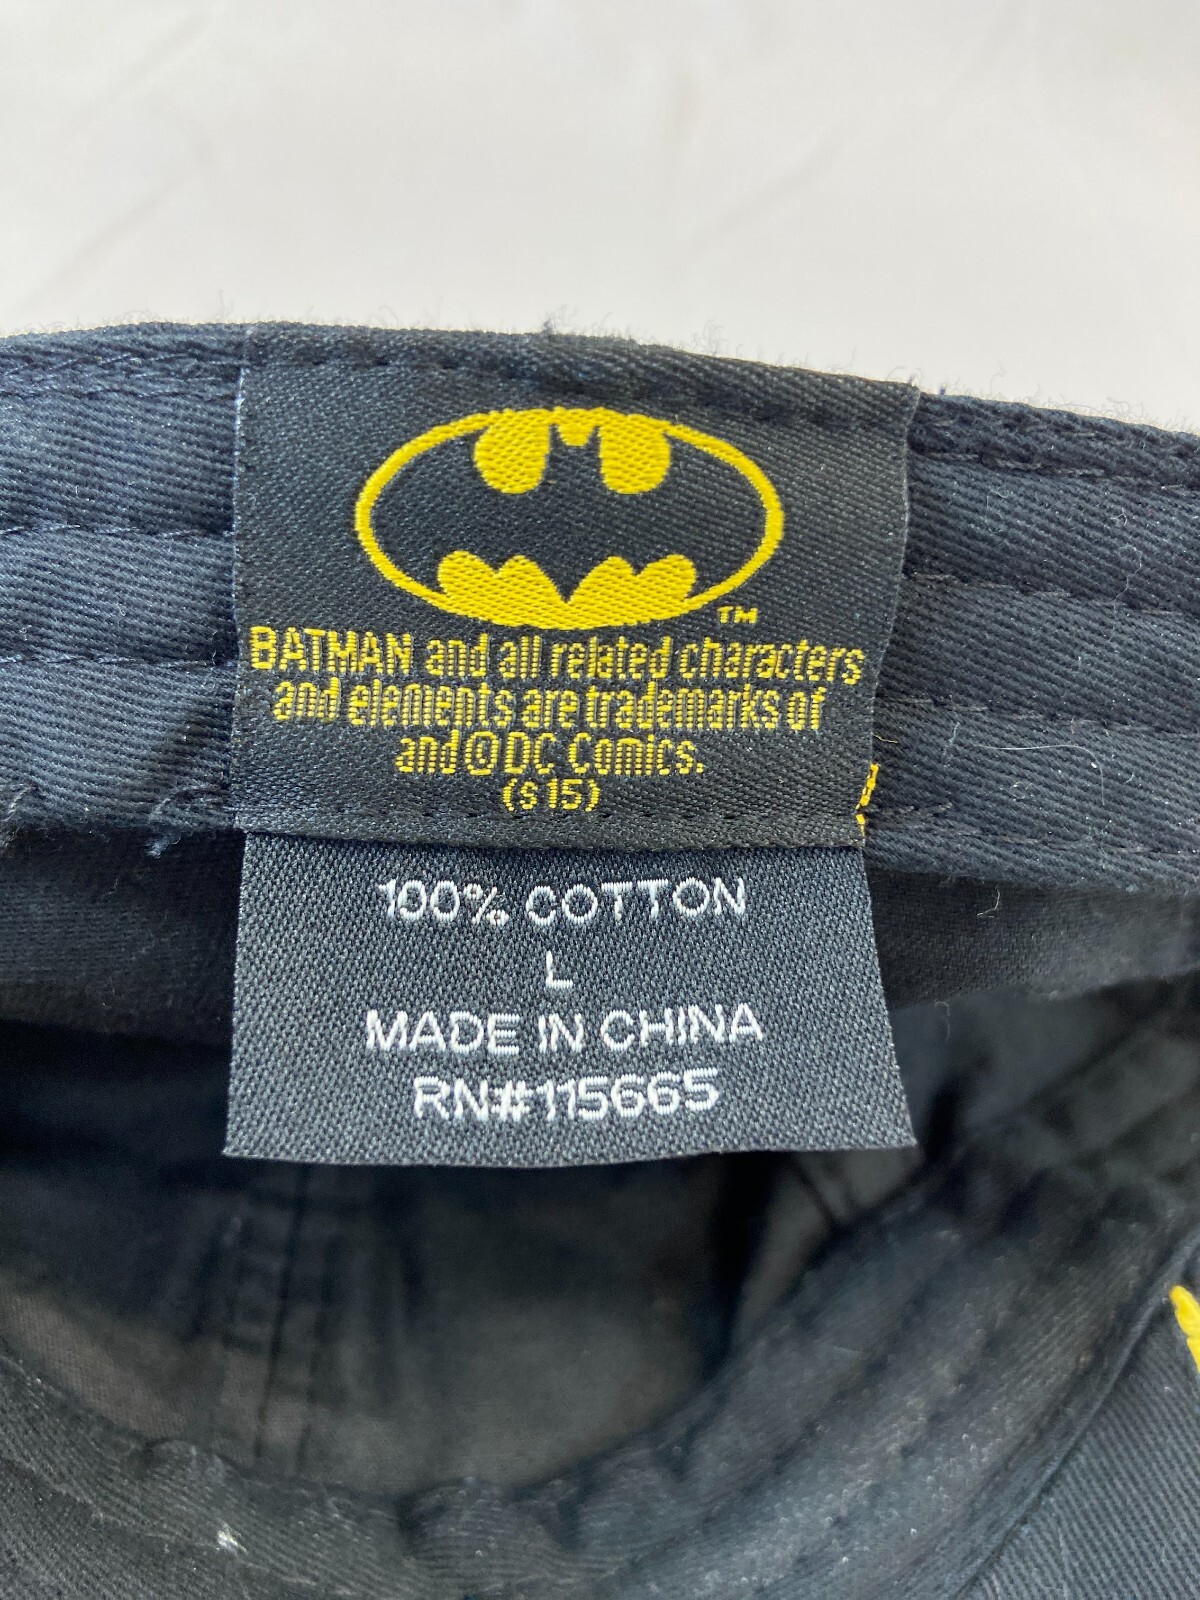 TM
BATMAN and all related characters
and elements are trademarks of
and © DC Comics.
(S15)
100% COTTON
L
MADE IN CHINA
RN#115665